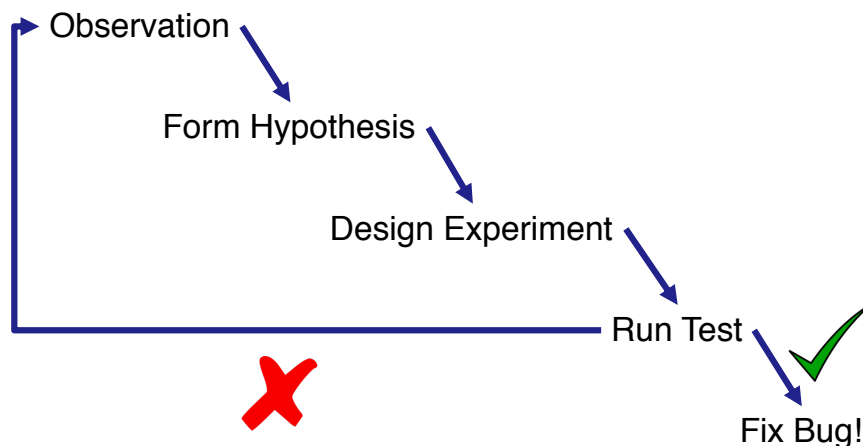 Observation
Form Hypothesis
Design Experiment
Run Test
Fix Bug!